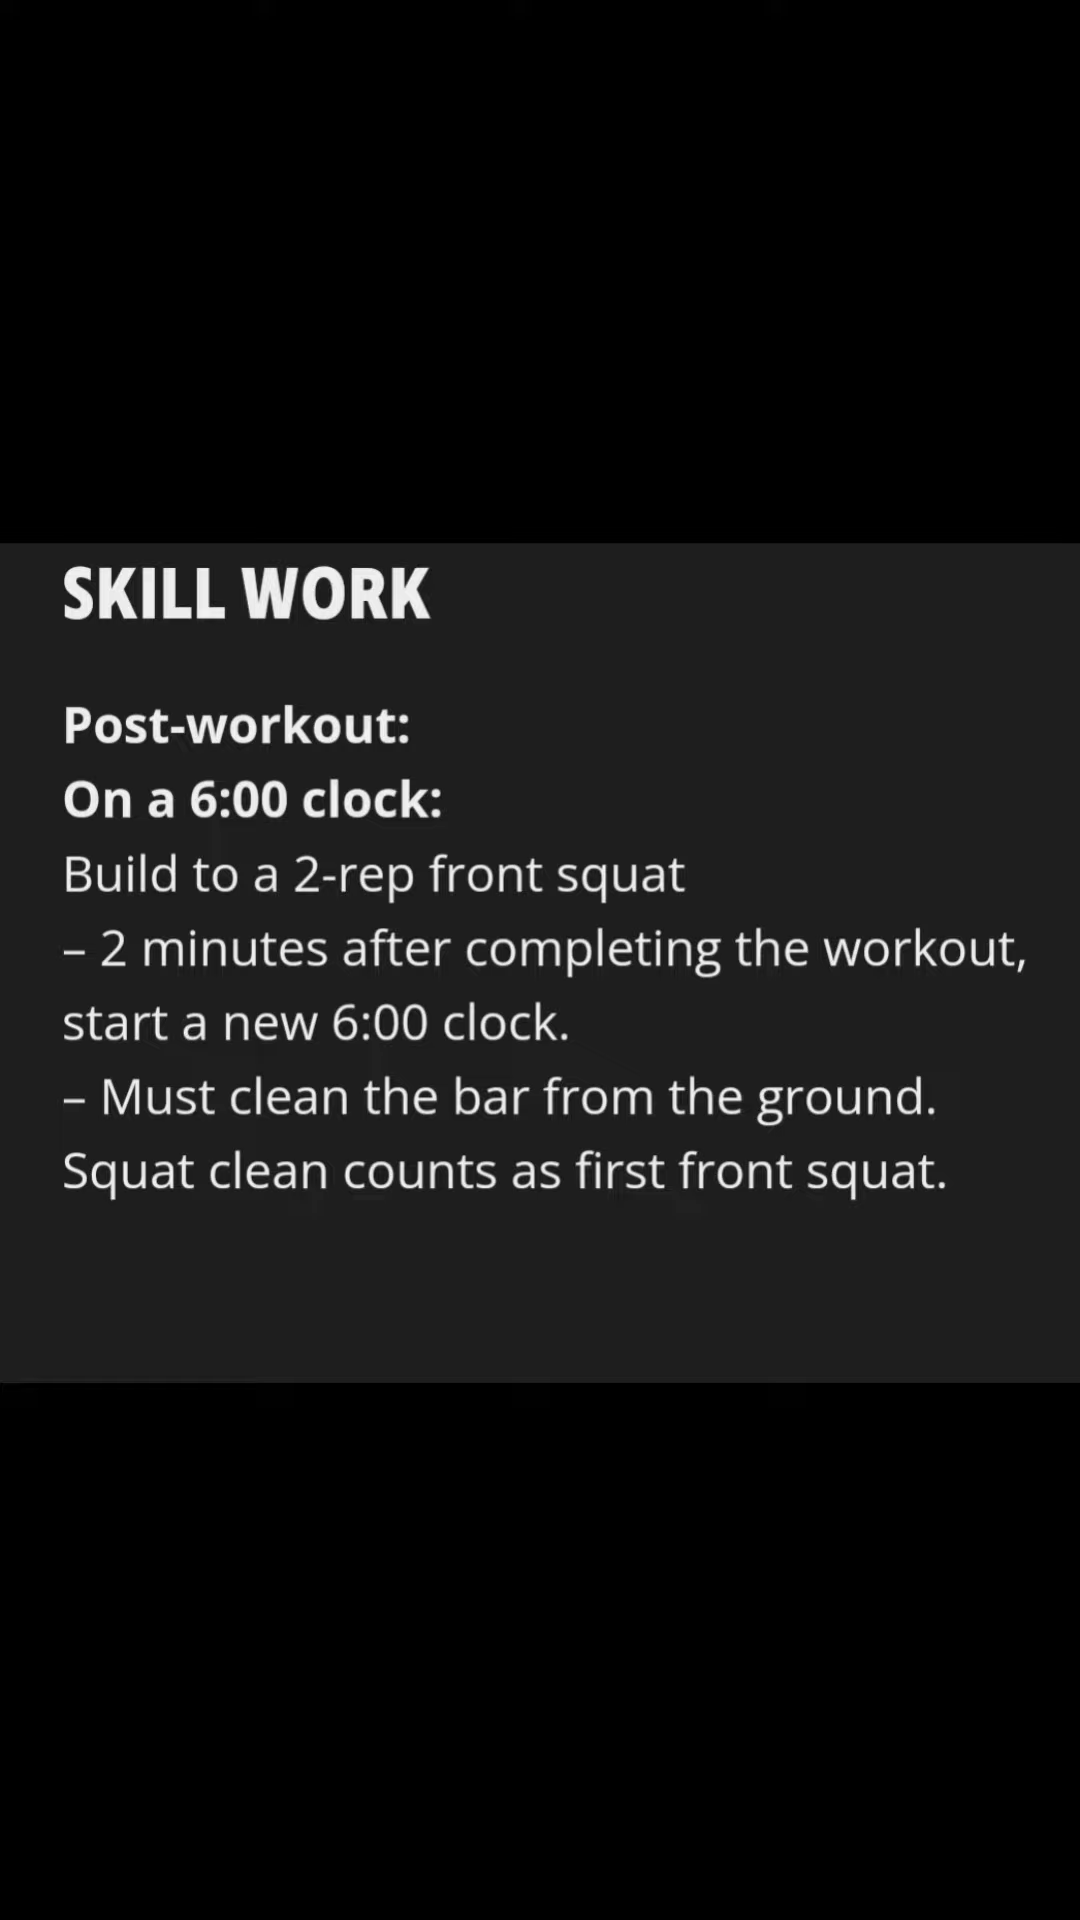 SKILL WORK
Post-workout:
On a 6:00 clock:
Build to a 2-rep front squat
– 2 minutes after completing the workout,
start a new 6:00 clock.
– Must clean the bar from the ground.
Squat clean counts as first front squat.